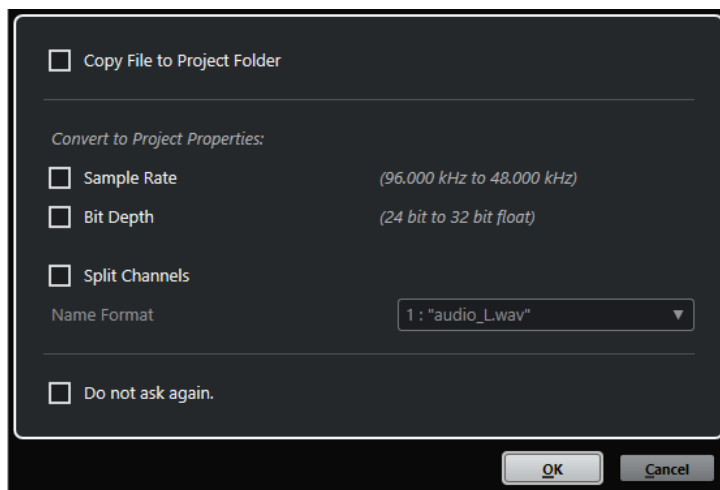 Copy File to Project Folder
Convert to Project Properties:
Sample Rate (96.000 kHz to 48.000 kHz)
Bit Depth (24 bit to 32 bit float)
Split Channels
Name Format 1 : "audio_L.wav"
Do not ask again.
OK Cancel